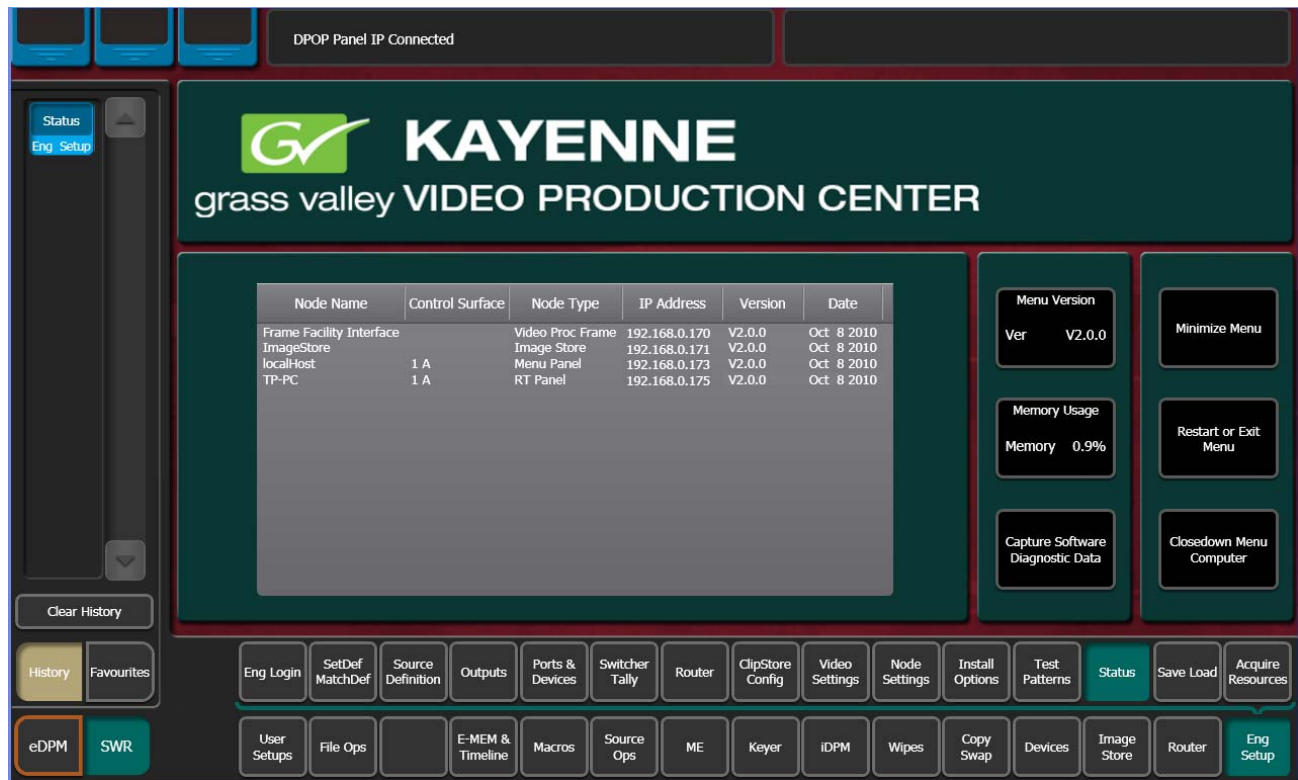 DPOP Panel IP Connected
Status
Eng Setup
Clear History
History
Favourites
eDPM
SWR
GV
KAYENNE
grass valley VIDEO PRODUCTION CENTER
Node Name Control Surface Node Type IP Address Version Date
Frame Facility Interface Video Proc Frame 192.168.0.170 V2.0.0 Oct 8 2010
ImageStore Image Store 192.168.0.171 V2.0.0 Oct 8 2010
localHost 1 A Menu Panel 192.168.0.173 V2.0.0 Oct 8 2010
TP-PC 1 A RT Panel 192.168.0.175 V2.0.0 Oct 8 2010
Menu Version
Ver V2.0.0
Memory Usage
Memory 0.9%
Capture Software
Diagnostic Data
Minimize Menu
Restart or Exit
Menu
Closedown Menu
Computer
Eng Login
SetDef
MatchDef
Source
Definition
Outputs
Ports &
Devices
Switcher
Tally
Router
ClipStore
Config
Video
Settings
Node
Settings
Install
Options
Test
Patterns
Status
Save Load
Acquire
Resources
User
Setups
File Ops
E-MEM &
Timeline
Macros
Source
Ops
ME
Keyer
iDPM
Wipes
Copy
Swap
Devices
Image
Store
Router
Eng
Setup